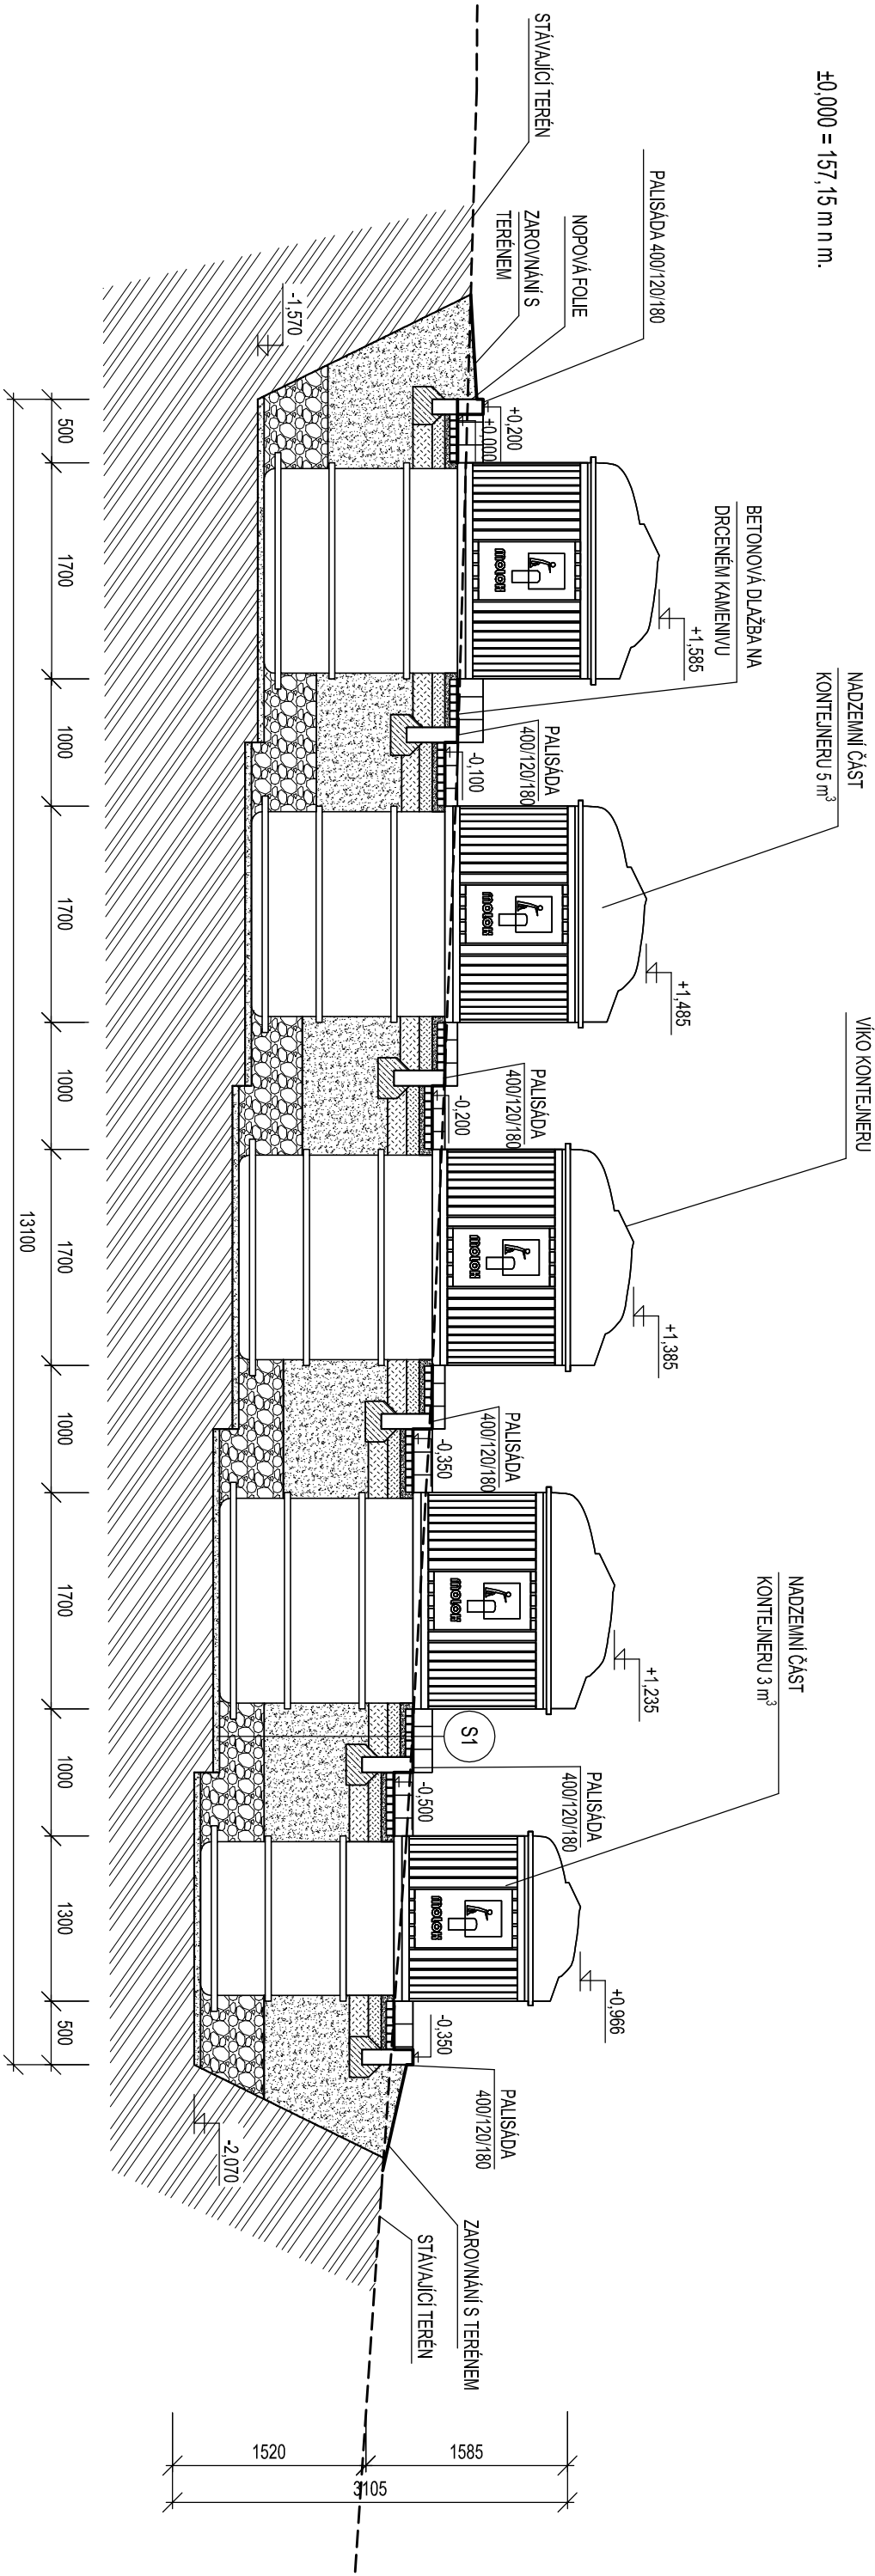 ±0,000 = 157,15 m n m.
STÁVAJÍCÍ TERÉN
ZAROVNÁNÍ S
TERÉNEM
NOPOVÁ FOLIE
PALISÁDA 400/120/180
BETONOVÁ DLAŽBA NA
DRCENÉM KAMENIVU
NADZEMNÍ ČÁST
KONTEJNERU 5 m³
VÍKO KONTEJNERU
NADZEMNÍ ČÁST
KONTEJNERU 3 m³
+1,585
+1,485
+1,385
+1,235
+0,966
+0,200
±0,000
PALISÁDA
400/120/180
-0,100
PALISÁDA
400/120/180
-0,200
PALISÁDA
400/120/180
-0,350
PALISÁDA
400/120/180
-0,500
PALISÁDA
400/120/180
-0,350
S1
MOLOK
MOLOK
MOLOK
MOLOK
MOLOK
ZAROVNÁNÍ S TERÉNEM
STÁVAJÍCÍ TERÉN
-1,570
-2,070
500
1700
1000
1700
1000
1700
1000
1700
1000
1300
500
13100
1520
1585
3105